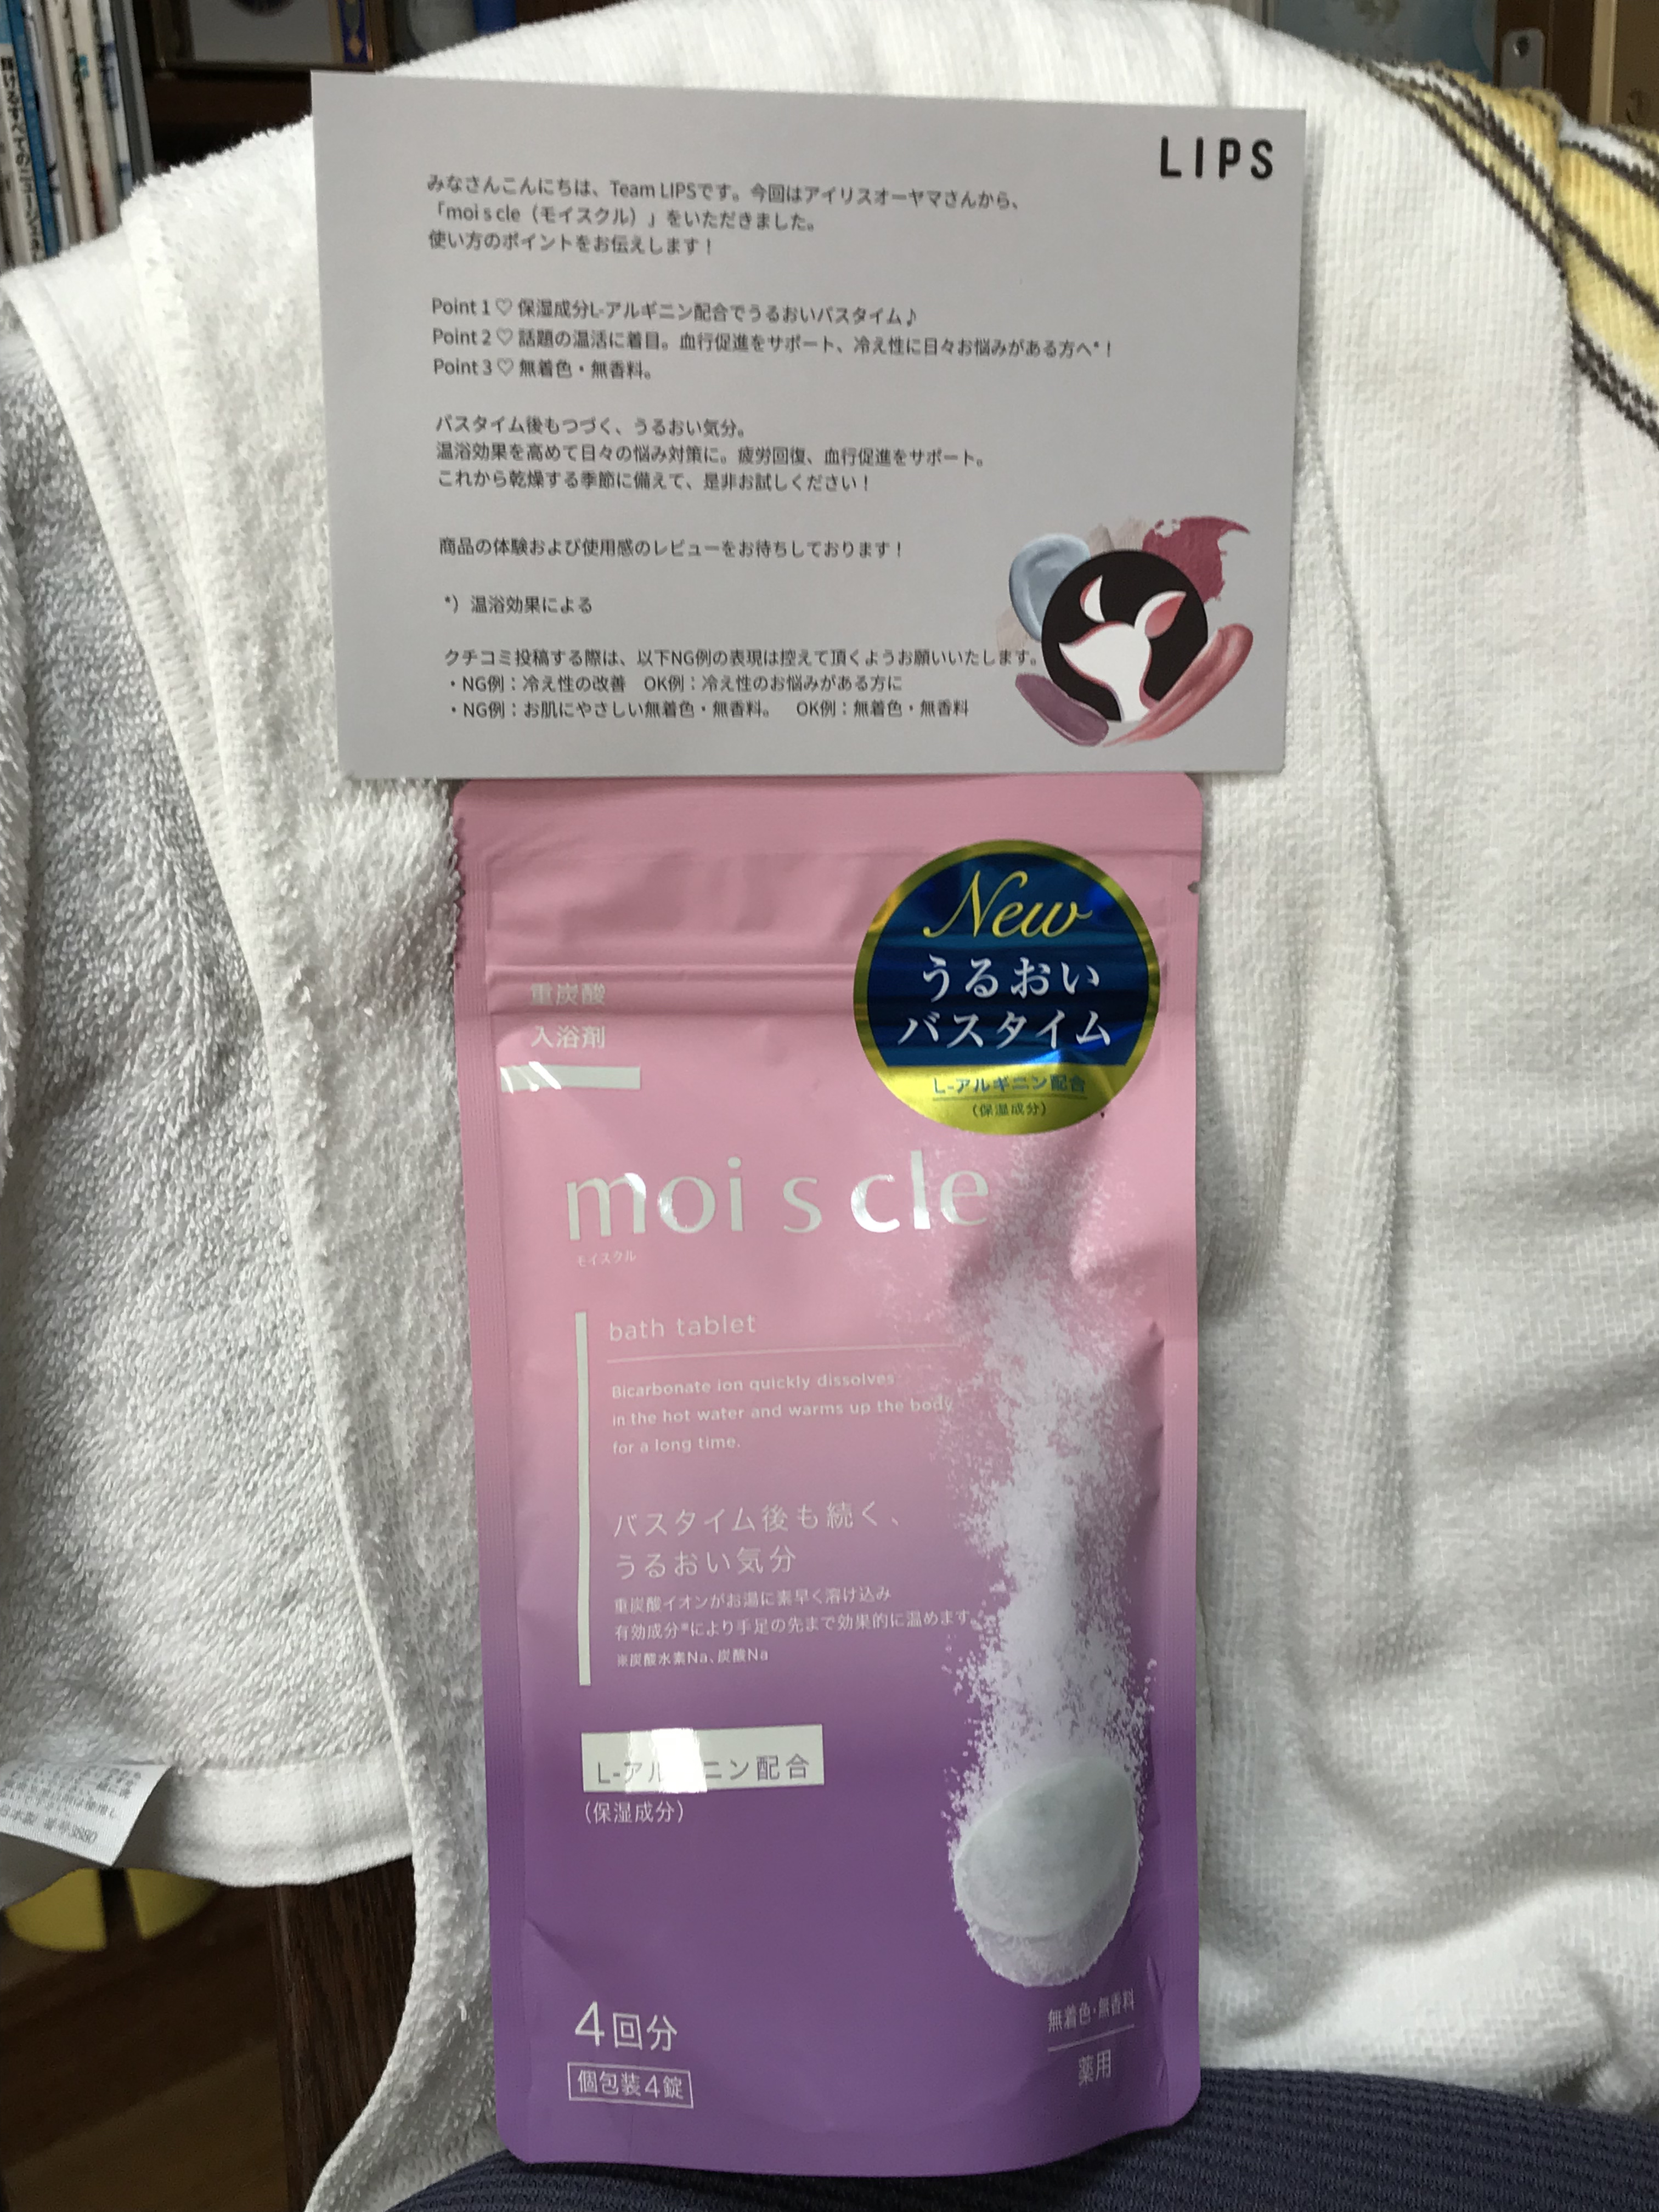 輝けるすべてのニュージェネ
LIPS
みなさんこんにちは、Team LIPSです。今回はアイリスオーヤマさんから、
「moi s cle（モイスクル）」をいただきました。
使い方のポイントをお伝えします！
Point 1♡保湿成分L-アルギニン配合でうるおいバスタイム♪
Point 2♡話題の温活に着目。血行促進をサポート、冷え性に日々お悩みがある方へ*！
Point 3♡無着色・無香料。
バスタイム後もつづく、うるおい気分。
温浴効果を高めて日々の悩み対策に。疲労回復、血行促進をサポート。
これから乾燥する季節に備えて、是非お試しください！
商品の体験および使用感のレビューをお待ちしております！
*）温浴効果による
クチコミ投稿する際は、以下NG例の表現は控えて頂くようお願いいたします。
・NG例：冷え性の改善　OK例：冷え性のお悩みがある方に
・NG例：お肌にやさしい無着色・無香料。　OK例：無着色・無香料
New
うるおい
バスタイム
L-アルギニン配合
（保湿成分）
重炭酸
入浴剤
moi s cle
モイスクル
bath tablet
Bicarbonate ion quickly dissolves
in the hot water and warms up the body
for a long time.
バスタイム後も続く、
うるおい気分
重炭酸イオンがお湯に素早く溶け込み
有効成分※により手足の先まで効果的に温めます。
※炭酸水素Na、炭酸Na
L-アルギニン配合
（保湿成分）
4回分
個包装4錠
無着色・無香料
薬用